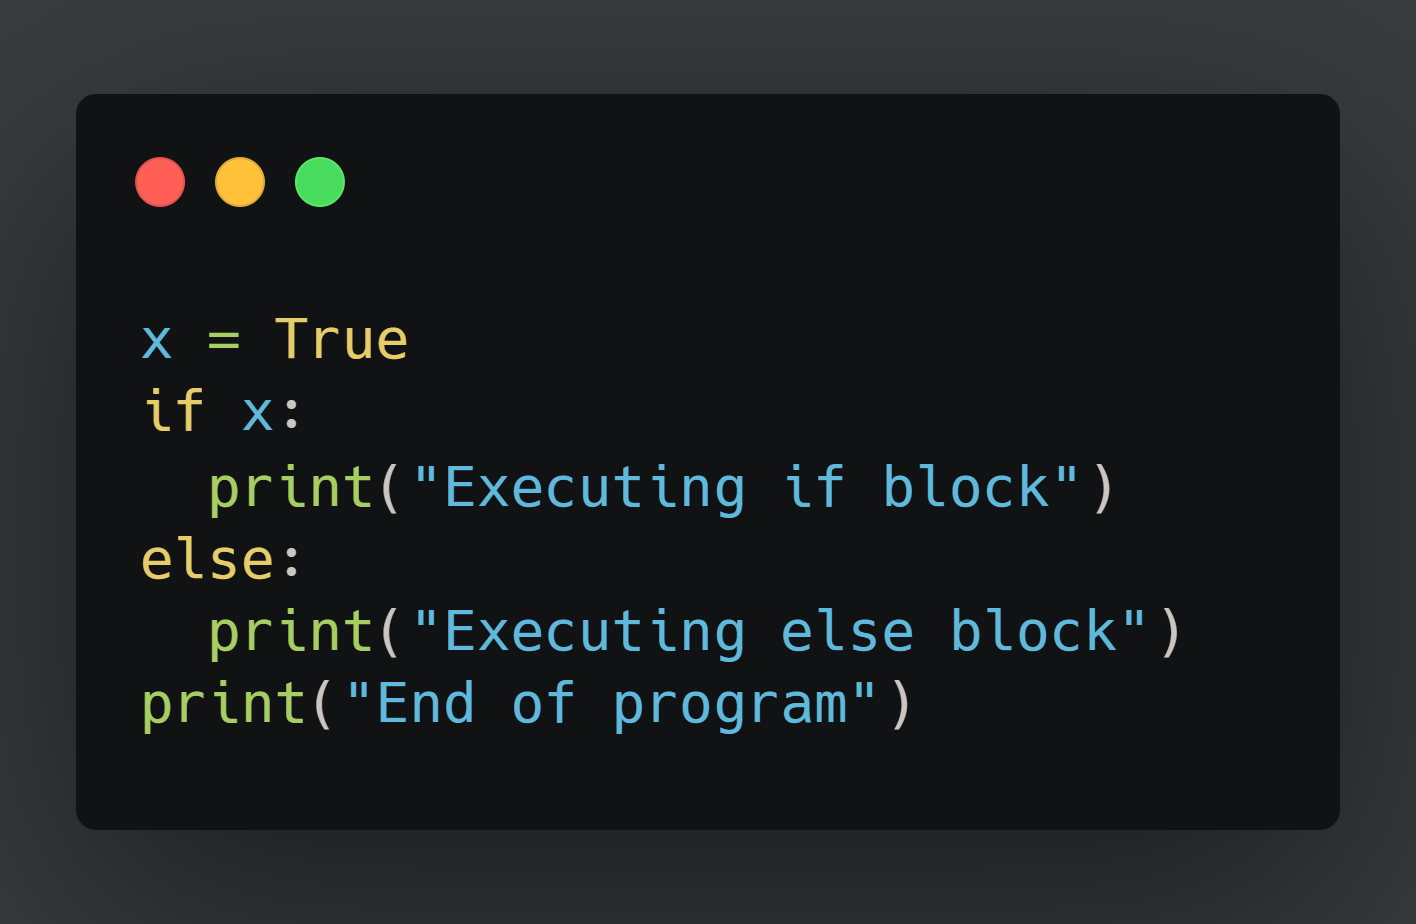 x = True
if x:
  print("Executing if block")
else:
  print("Executing else block")
print("End of program")